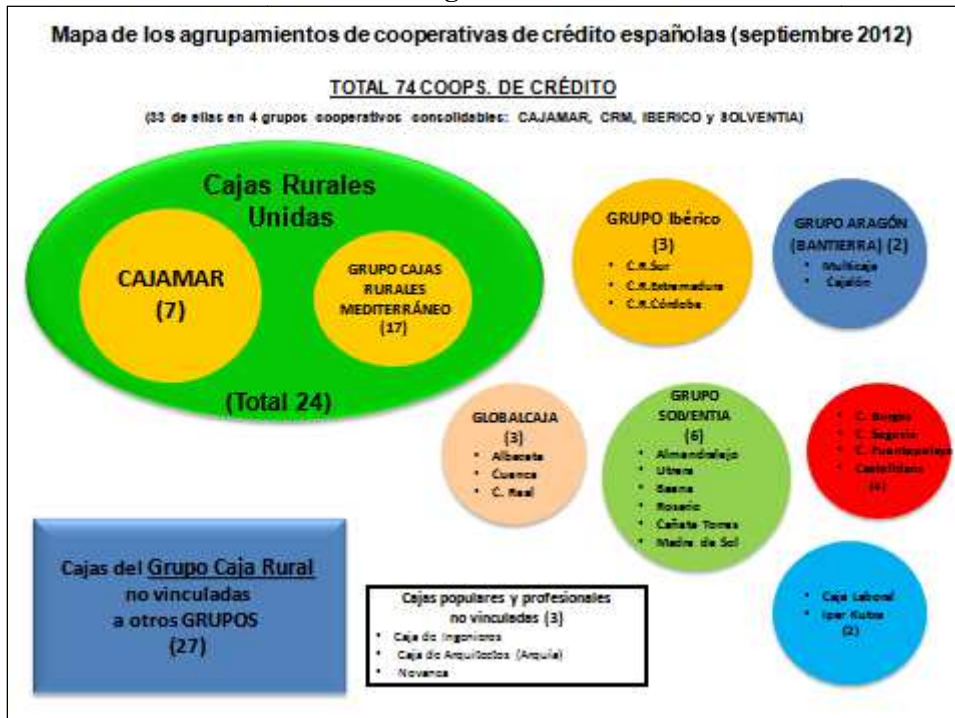 Mapa de los agrupamientos de cooperativas de crédito españolas (septiembre 2012)
TOTAL 74 COOPS. DE CRÉDITO
(33 de ellas en 4 grupos cooperativos consolidables: CAJAMAR, CRM, IBERICO y SOLVENTIA)
Cajas Rurales
Unidas
CAJAMAR
(7)
GRUPO CAJAS
RURALES
MEDITERRÁNEO
(17)
(Total 24)
GRUPO Ibérico
(3)
• C.R.Sur
• C.R.Extremadura
• C.R.Córdoba
GRUPO ARAGÓN
(BANTIERRA) (2)
• Multicaja
• Cajalón
GLOBALCAJA
(3)
• Albacete
• Cuenca
• C. Real
GRUPO
SOLVENTIA
(6)
• Almendralejo
• Utrera
• Baena
• Rosario
• Cañete Torres
• Madre de Sol
• C. Burgos
• C. Segovia
• C. Fuentepelayo
• Casteldans
(4)
Cajas del Grupo Caja Rural
no vinculadas
a otros GRUPOS
(27)
Cajas populares y profesionales
no vinculadas (3)
• Caja de Ingenieros
• Caja de Arquitectos (Arquia)
• Novanca
• Caja Laboral
• Ipar Kutxa
(2)